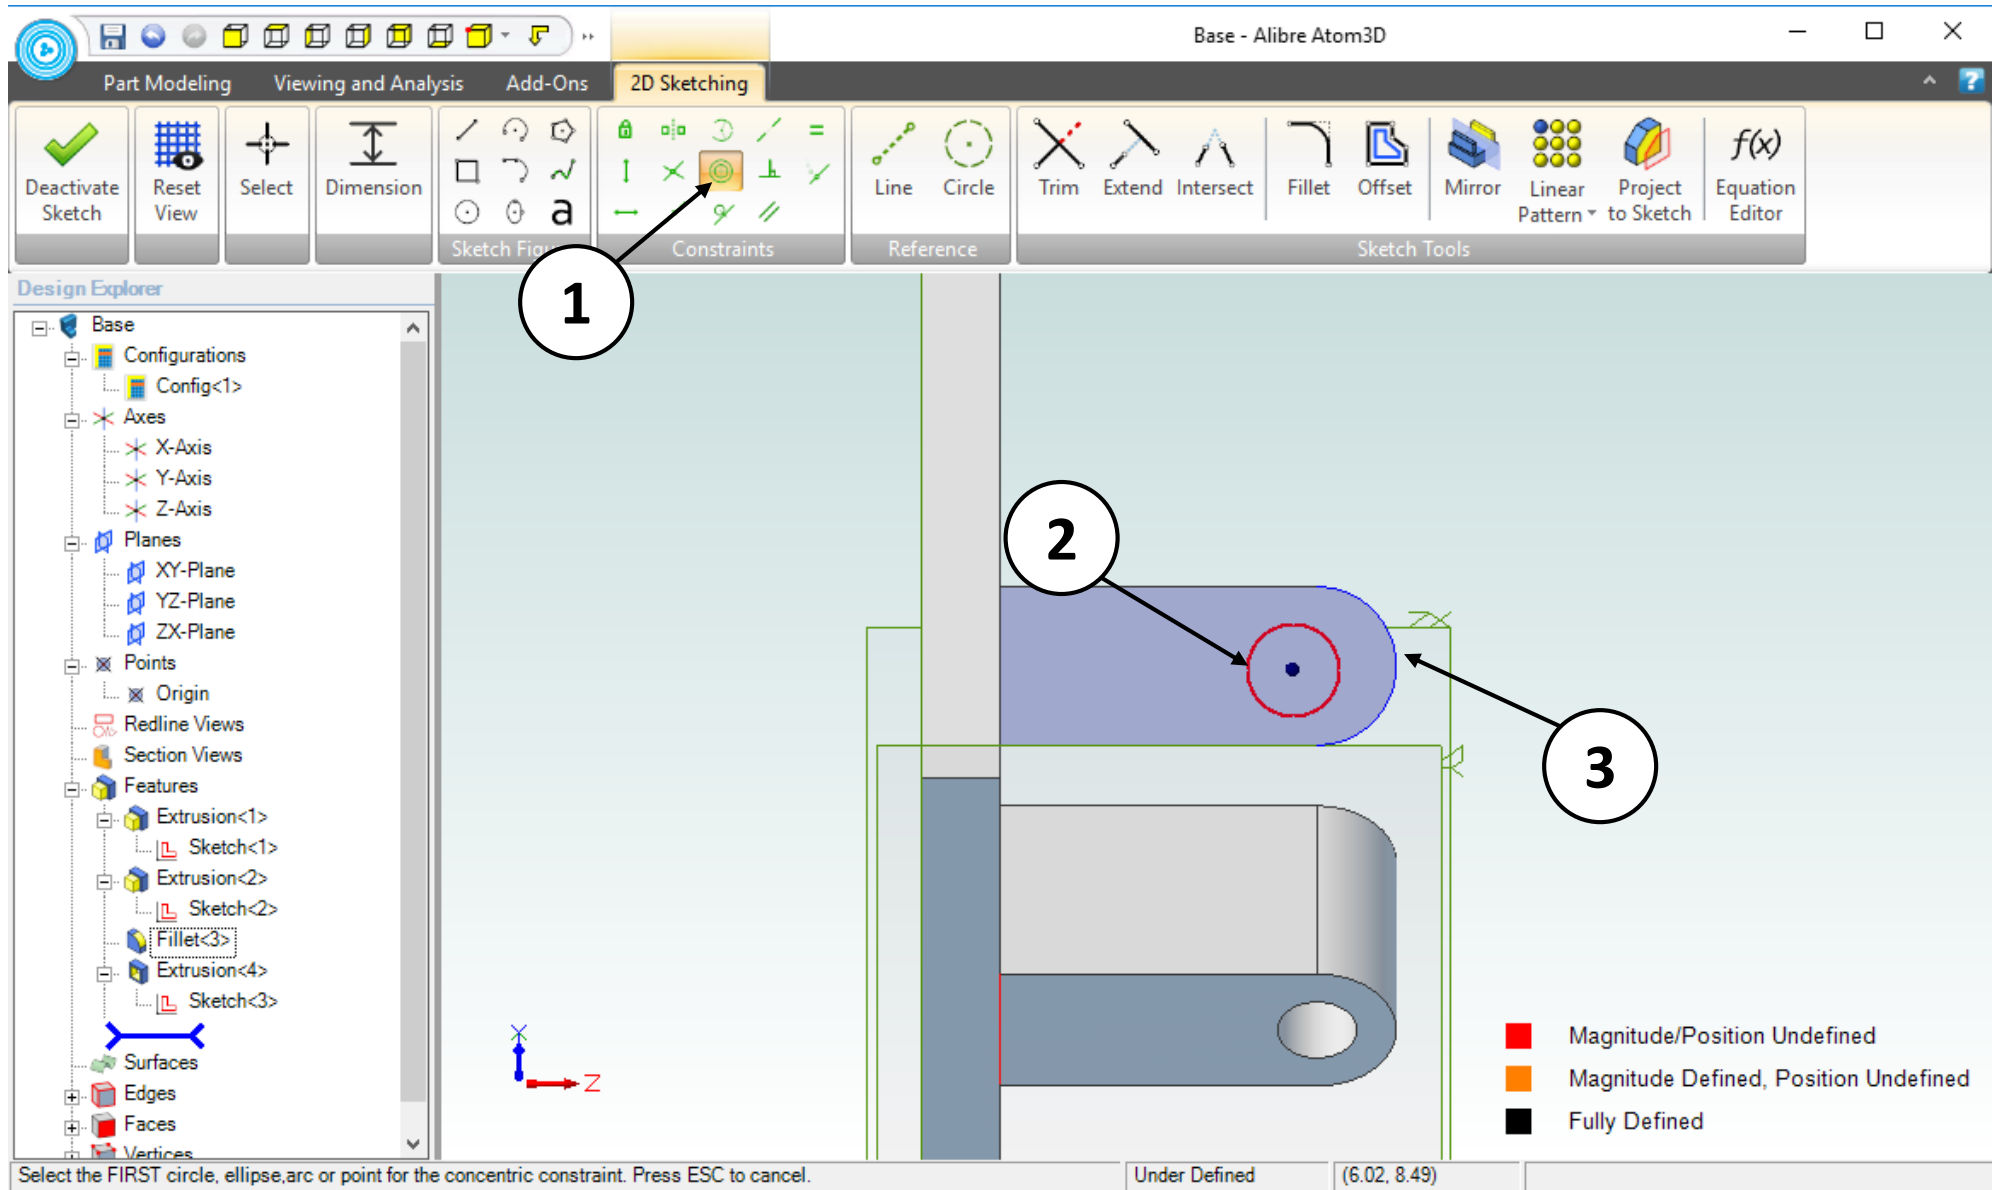 Base - Alibre Atom3D
Part Modeling
Viewing and Analysis
Add-Ons
2D Sketching
?
Deactivate Sketch
Reset View
Select
Dimension
a
Sketch Figu
Constraints
Line
Circle
Reference
Trim
Extend
Intersect
Fillet
Offset
Mirror
Linear Pattern
Project to Sketch
f(x)
Equation Editor
Sketch Tools
1
Design Explorer
Base
Configurations
Config<1>
Axes
X-Axis
Y-Axis
Z-Axis
Planes
XY-Plane
YZ-Plane
ZX-Plane
Points
Origin
Redline Views
Section Views
Features
Extrusion<1>
Sketch<1>
Extrusion<2>
Sketch<2>
Fillet<3>
Extrusion<4>
Sketch<3>
Surfaces
Edges
Faces
Vertices
2
ZX
3
X
Z
Magnitude/Position Undefined
Magnitude Defined, Position Undefined
Fully Defined
Select the FIRST circle, ellipse,arc or point for the concentric constraint. Press ESC to cancel.
Under Defined
(6.02, 8.49)